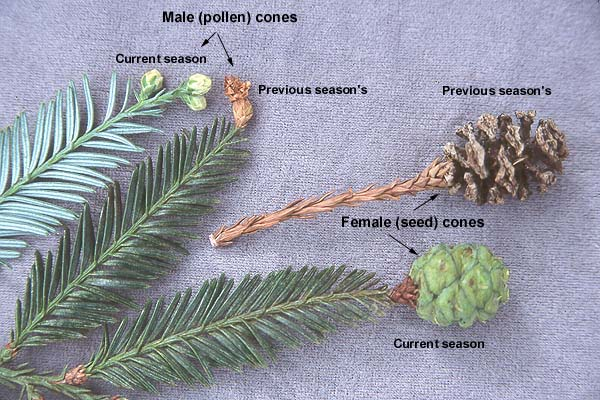 Male (pollen) cones
Current season
Previous season's
Previous season's
Female (seed) cones
Current season